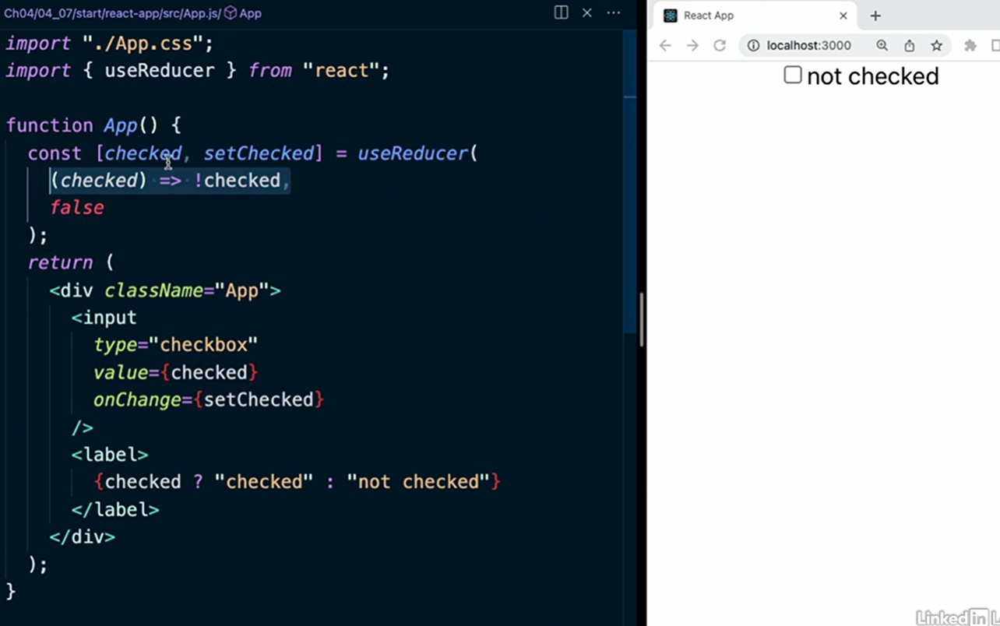 Ch04/04_07/start/react-app/src/App.js/ App
import "./App.css";
import { useReducer } from "react";
function App() {
const [checked, setChecked] = useReducer(
(checked) => !checked,
false
);
return (
<div className="App">
<input
type="checkbox"
value={checked}
onChange={setChecked}
/>
<label>
{checked ? "checked" : "not checked"}
</label>
</div>
);
}
React App
localhost:3000
not checked
Linked in L